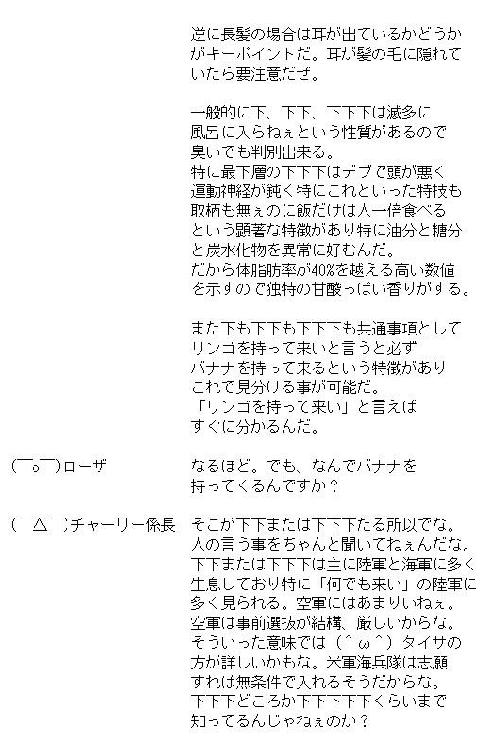 逆に長髪の場合は耳が出ているかどうか
がキーポイントだ。耳が髪の毛に隠れて
いたら要注意だぜ。
一般的に下、下下、下下下は滅多に
風呂に入らねぇという性質があるので
臭いでも判別出来る。
特に最下層の下下下はデブで頭が悪く
運動神経が鈍く特にこれといった特技も
取柄も無ぇのに飯だけは人一倍食べる
という顕著な特徴があり特に油分と糖分
と炭水化物を異常に好むんだ。
だから体脂肪率が40%を越える高い数値
を示すので独特の甘酸っぱい香りがする。
また下も下下も下下下も共通事項として
リンゴを持って来いと言うと必ず
バナナを持って来るという特徴があり
これで見分ける事が可能だ。
「リンゴを持って来い」と言えば
すぐに分かるんだ。
(￣o￣)ローザ なるほど。でも、なんでバナナを
持ってくるんですか？
(　△　;)チャーリー係長 そこが下下または下下下たる所以でな。
人の言う事をちゃんと聞いてねぇんだな。
下下または下下下は主に陸軍と海軍に多く
生息しており特に「何でも来い」の陸軍に
多く見られる。空軍にはあまりいねぇ。
空軍は事前選抜が結構、厳しいからな。
そういった意味では（＾ω＾）タイサの
方が詳しいかもな。米軍海兵隊は志願
すれば無条件で入れるそうだからな。
下下下どころか下下下下下くらいまで
知ってるんじゃねぇのか？